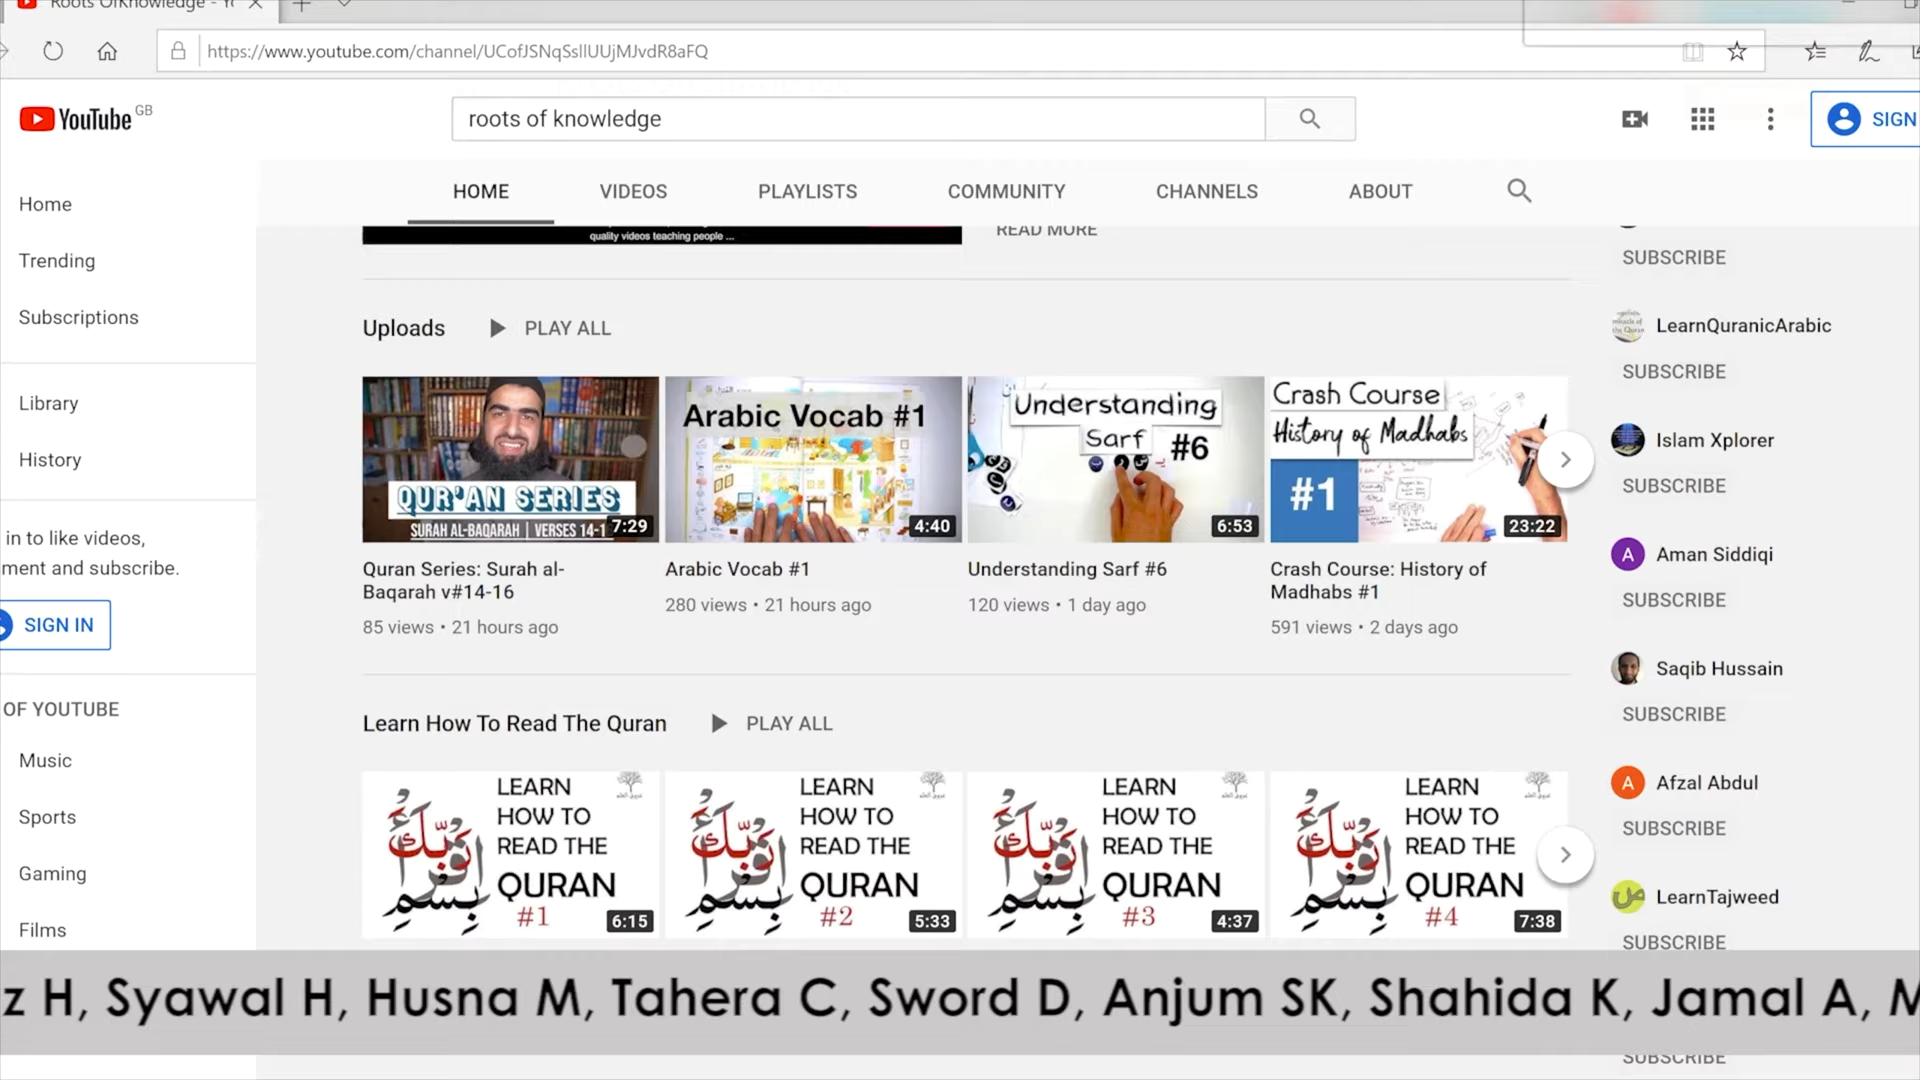 Roots OfKnowledge - Yo
https://www.youtube.com/channel/UCofJSNqSsllUUjMJvdR8aFQ
YouTube GB
roots of knowledge
SIGN
HOME VIDEOS PLAYLISTS COMMUNITY CHANNELS ABOUT
quality videos teaching people ...
READ MORE
Home
Trending
Subscriptions
Library
History
in to like videos,
ment and subscribe.
SIGN IN
OF YOUTUBE
Music
Sports
Gaming
Films
Uploads PLAY ALL
QUR'AN SERIES
SURAH AL-BAQARAH | VERSES 14-1
7:29
Quran Series: Surah al-
Baqarah v#14-16
85 views • 21 hours ago
Arabic Vocab #1
4:40
Arabic Vocab #1
280 views • 21 hours ago
Understanding
Sarf #6
6:53
Understanding Sarf #6
120 views • 1 day ago
Crash Course
History of Madhabs
#1
23:22
Crash Course: History of
Madhabs #1
591 views • 2 days ago
Learn How To Read The Quran PLAY ALL
LEARN
HOW TO
READ THE
QURAN
#1
6:15
LEARN
HOW TO
READ THE
QURAN
#2
5:33
LEARN
HOW TO
READ THE
QURAN
#3
4:37
LEARN
HOW TO
READ THE
QURAN
#4
7:38
SUBSCRIBE
LearnQuranicArabic
SUBSCRIBE
Islam Xplorer
SUBSCRIBE
A Aman Siddiqi
SUBSCRIBE
Saqib Hussain
SUBSCRIBE
A Afzal Abdul
SUBSCRIBE
LearnTajweed
SUBSCRIBE
z H, Syawal H, Husna M, Tahera C, Sword D, Anjum SK, Shahida K, Jamal A, M
SUBSCRIBE